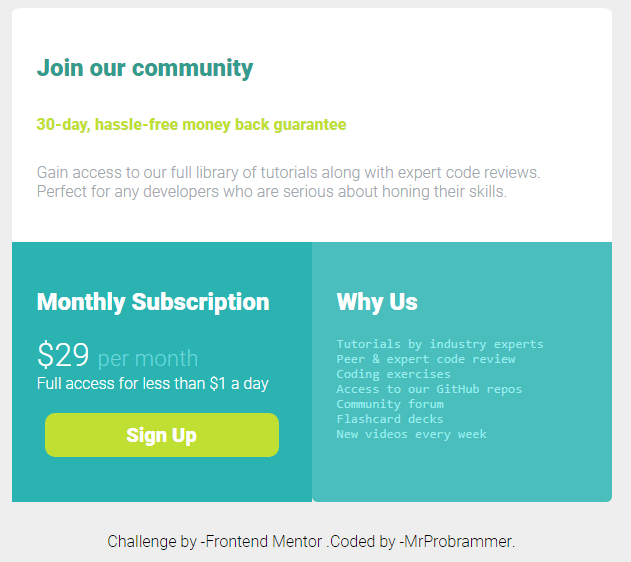 Join our community
30-day, hassle-free money back guarantee
Gain access to our full library of tutorials along with expert code reviews.
Perfect for any developers who are serious about honing their skills.
Monthly Subscription
$29 per month
Full access for less than $1 a day
Sign Up
Why Us
Tutorials by industry experts
Peer & expert code review
Coding exercises
Access to our GitHub repos
Community forum
Flashcard decks
New videos every week
Challenge by -Frontend Mentor .Coded by -MrProbrammer.